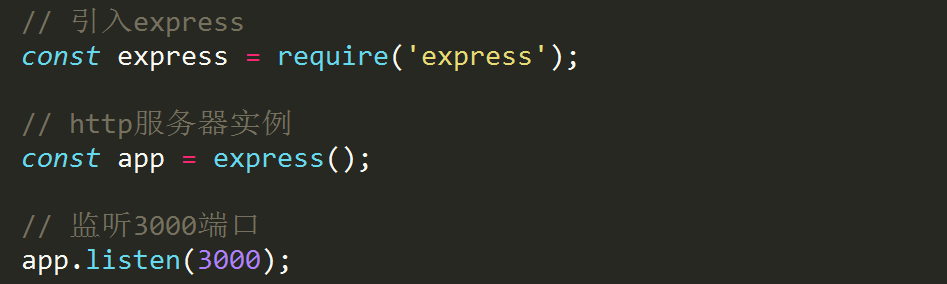 // 引入express
const express = require('express');
// http服务器实例
const app = express();
// 监听3000端口
app.listen(3000);